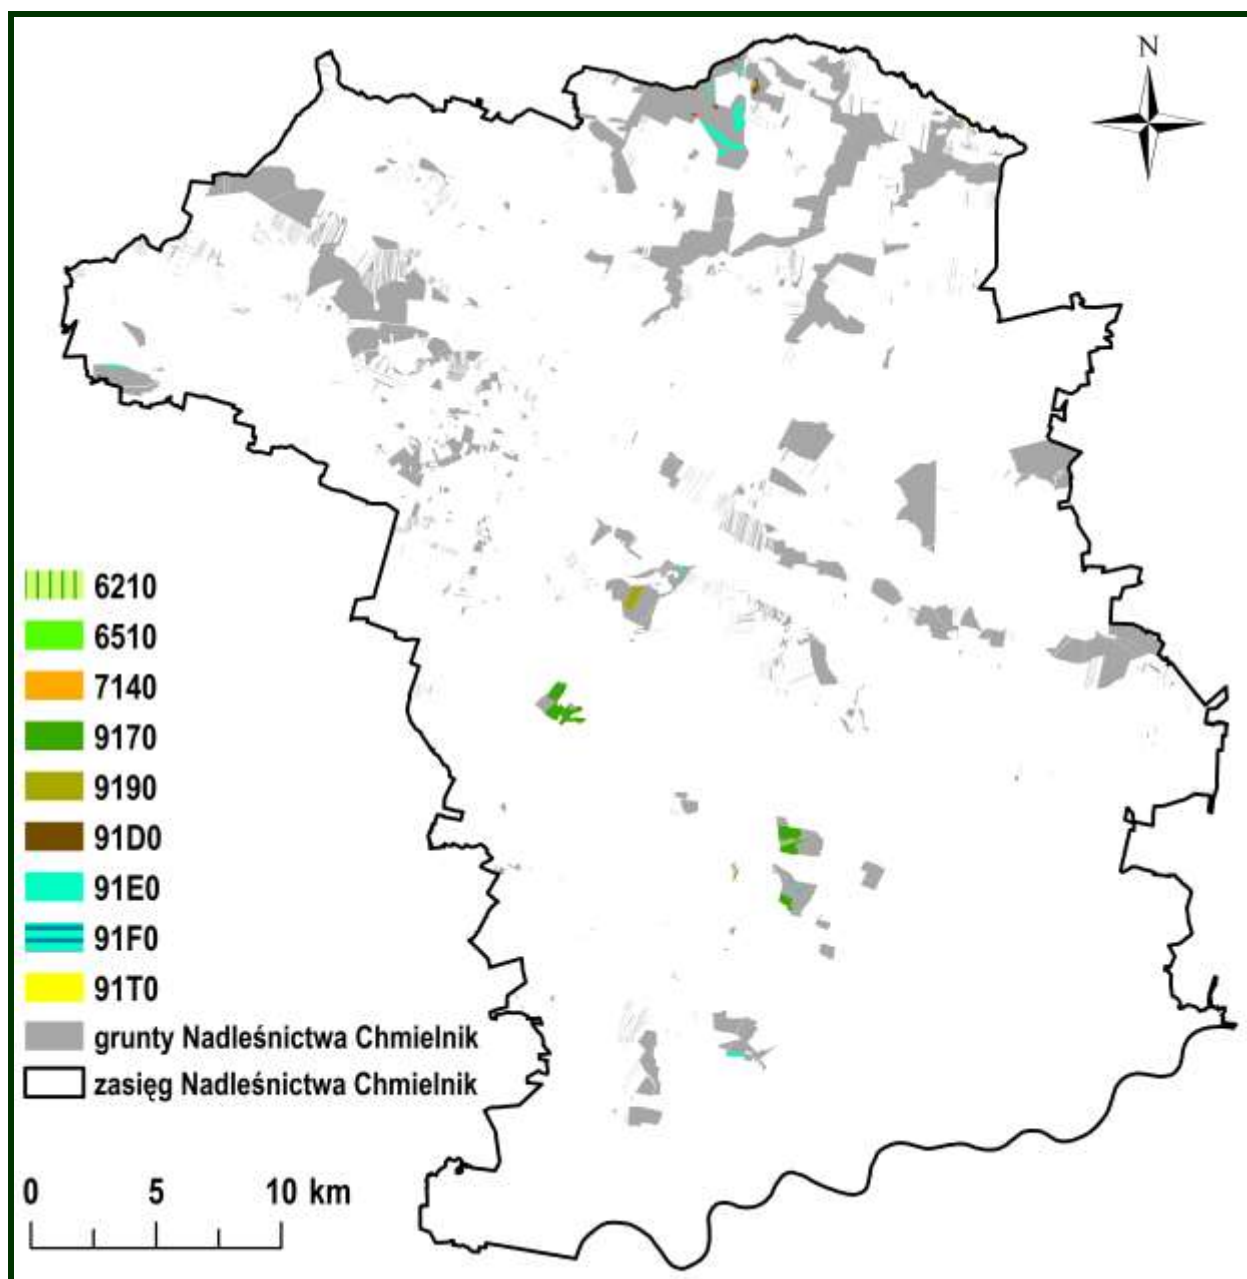 N
6210
6510
7140
9170
9190
91D0
91E0
91F0
91T0
grunty Nadleśnictwa Chmielnik
zasięg Nadleśnictwa Chmielnik
0 5 10 km